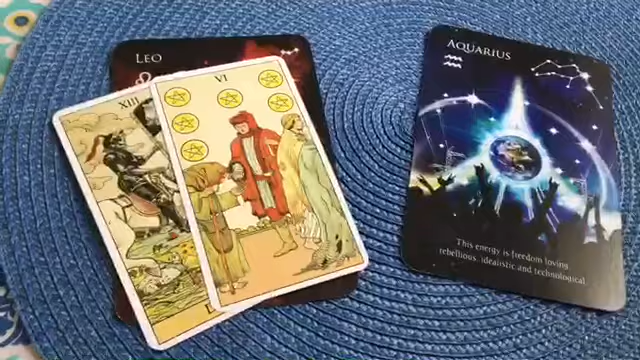 LEO
♌
XIII
VI
AQUARIUS
♒
This energy is freedom loving,
rebellious, idealistic and technological.